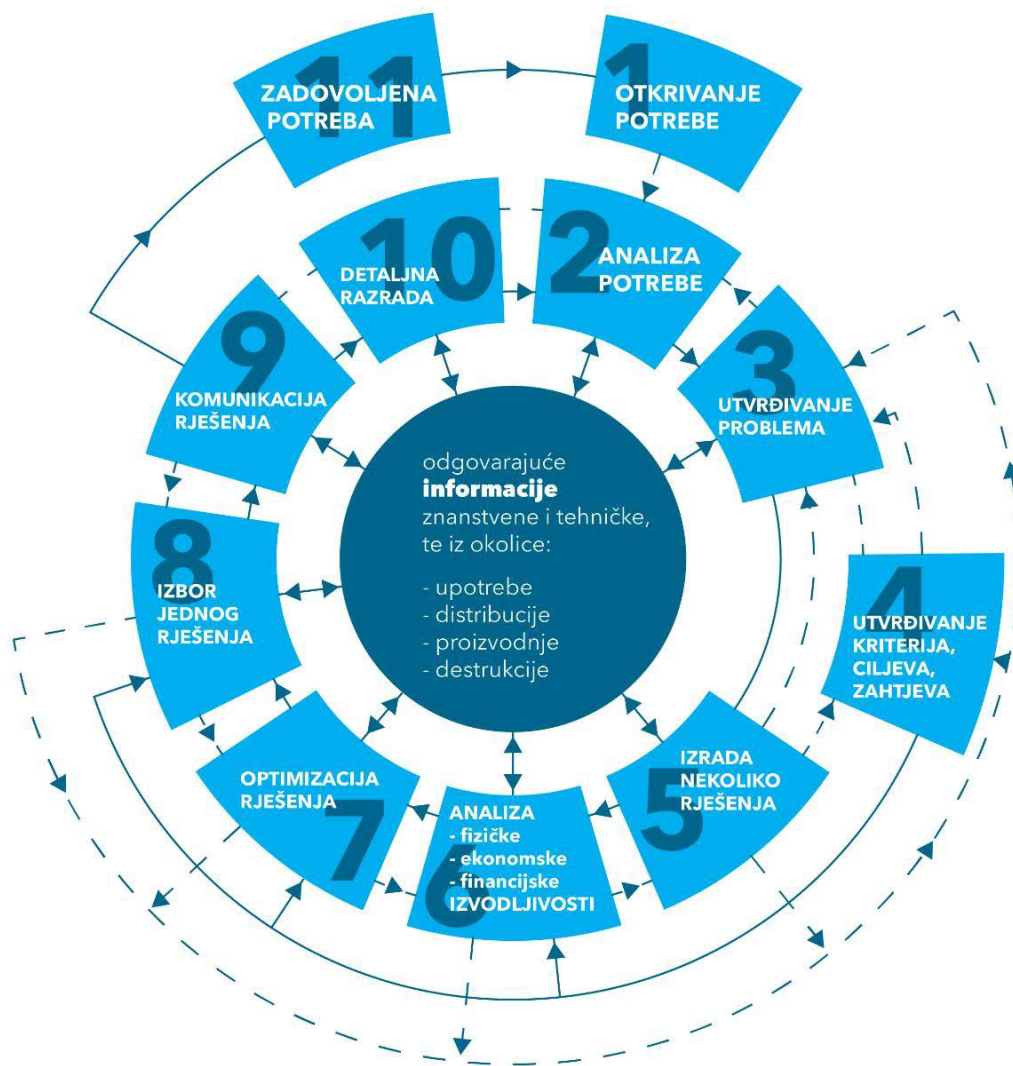 1
OTKRIVANJE
POTREBE
2
ANALIZA
POTREBE
3
UTVRĐIVANJE
PROBLEMA
4
UTVRĐIVANJE
KRITERIJA,
CILJEVA,
ZAHTJEVA
5
IZRADA
NEKOLIKO
RJEŠENJA
6
ANALIZA
- fizičke
- ekonomske
- financijske
IZVODLJIVOSTI
7
OPTIMIZACIJA
RJEŠENJA
8
IZBOR
JEDNOG
RJEŠENJA
9
KOMUNIKACIJA
RJEŠENJA
10
DETALJNA
RAZRADA
11
ZADOVOLJENA
POTREBA
odgovarajuće
informacije
znanstvene i tehničke,
te iz okolice:
- upotrebe
- distribucije
- proizvodnje
- destrukcije